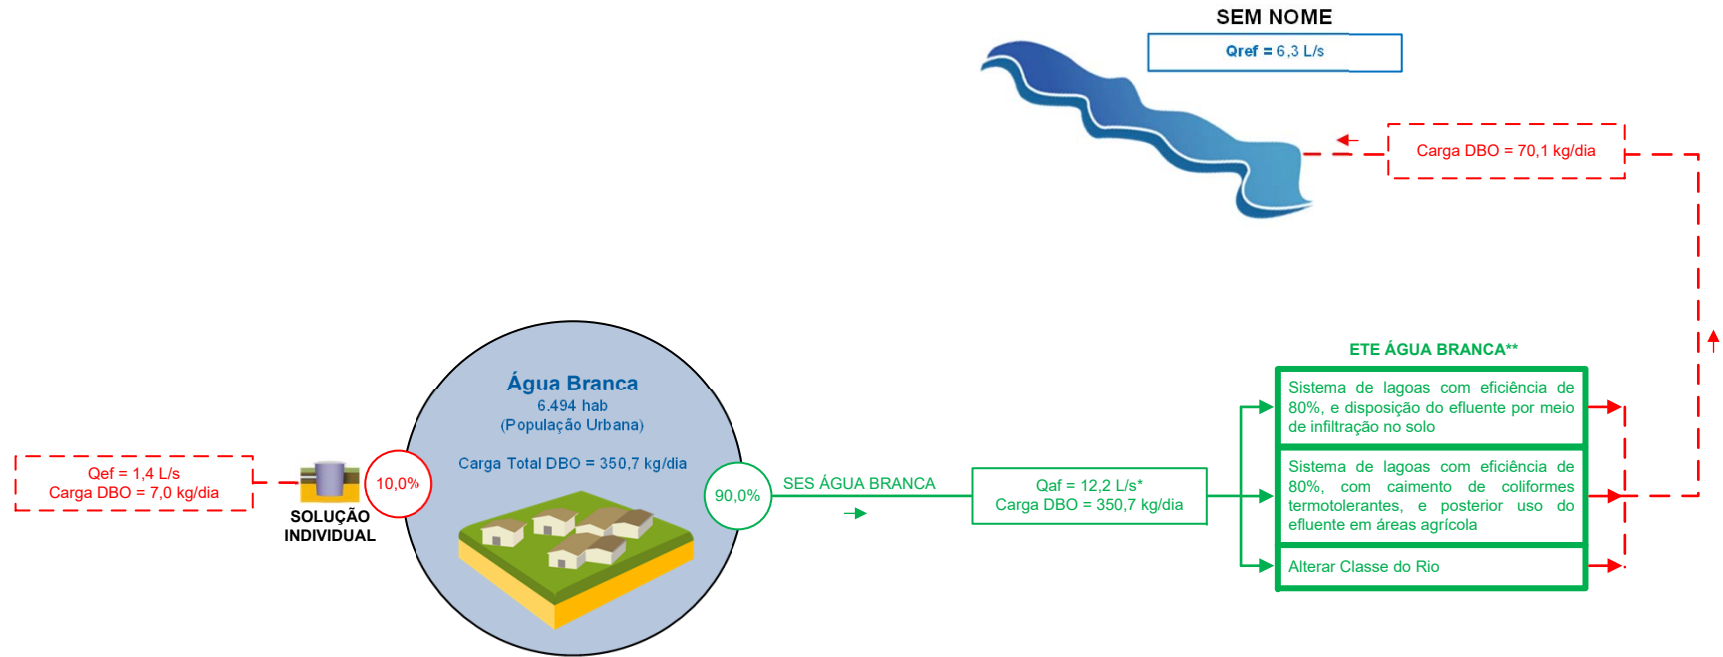 SEM NOME
Qref = 6,3 L/s
Carga DBO = 70,1 kg/dia
Água Branca
6.494 hab
(População Urbana)
Carga Total DBO = 350,7 kg/dia
Qef = 1,4 L/s
Carga DBO = 7,0 kg/dia
SOLUÇÃO
INDIVIDUAL
10,0%
90,0%
SES ÁGUA BRANCA
Qaf = 12,2 L/s*
Carga DBO = 350,7 kg/dia
ETE ÁGUA BRANCA**
Sistema de lagoas com eficiência de
80%, e disposição do efluente por meio
de infiltração no solo
Sistema de lagoas com eficiência de
80%, com caimento de coliformes
termotolerantes, e posterior uso do
efluente em áreas agrícola
Alterar Classe do Rio